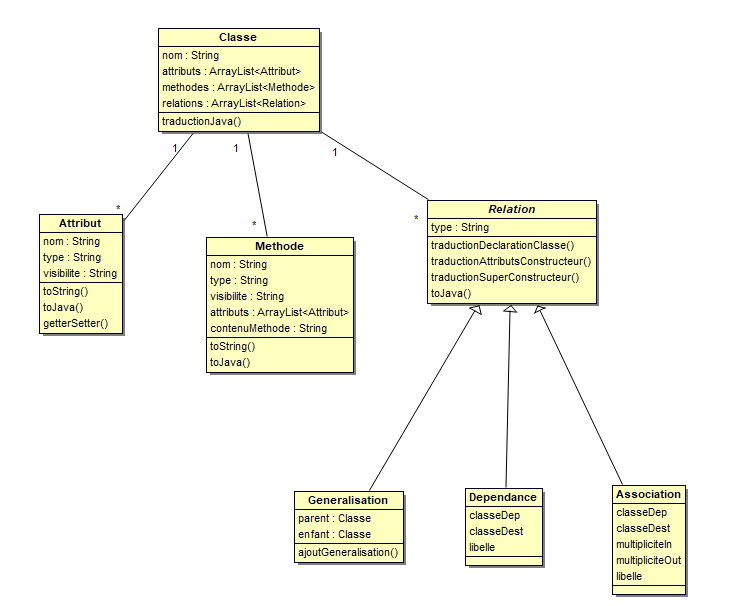 Classe
nom : String
attributs : ArrayList<Attribut>
methodes : ArrayList<Methode>
relations : ArrayList<Relation>
traductionJava()
1
1
1
*
*
*
Attribut
nom : String
type : String
visibilite : String
toString()
toJava()
getterSetter()
Methode
nom : String
type : String
visibilite : String
attributs : ArrayList<Attribut>
contenuMethode : String
toString()
toJava()
Relation
type : String
traductionDeclarationClasse()
traductionAttributsConstructeur()
traductionSuperConstructeur()
toJava()
Generalisation
parent : Classe
enfant : Classe
ajoutGeneralisation()
Dependance
classeDep
classeDest
libelle
Association
classeDep
classeDest
multipliciteIn
multipliciteOut
libelle